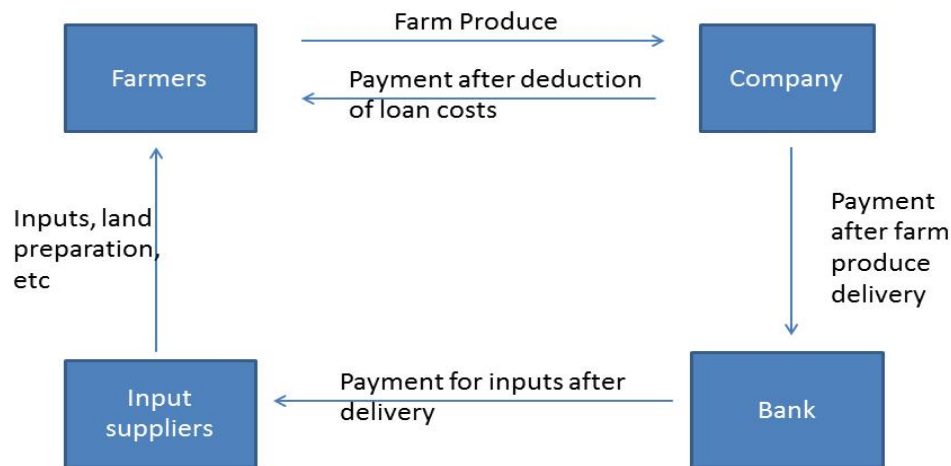 Farm Produce
Farmers
Payment after deduction
of loan costs
Company
Inputs, land
preparation,
etc
Payment
after farm
produce
delivery
Input
suppliers
Payment for inputs after
delivery
Bank